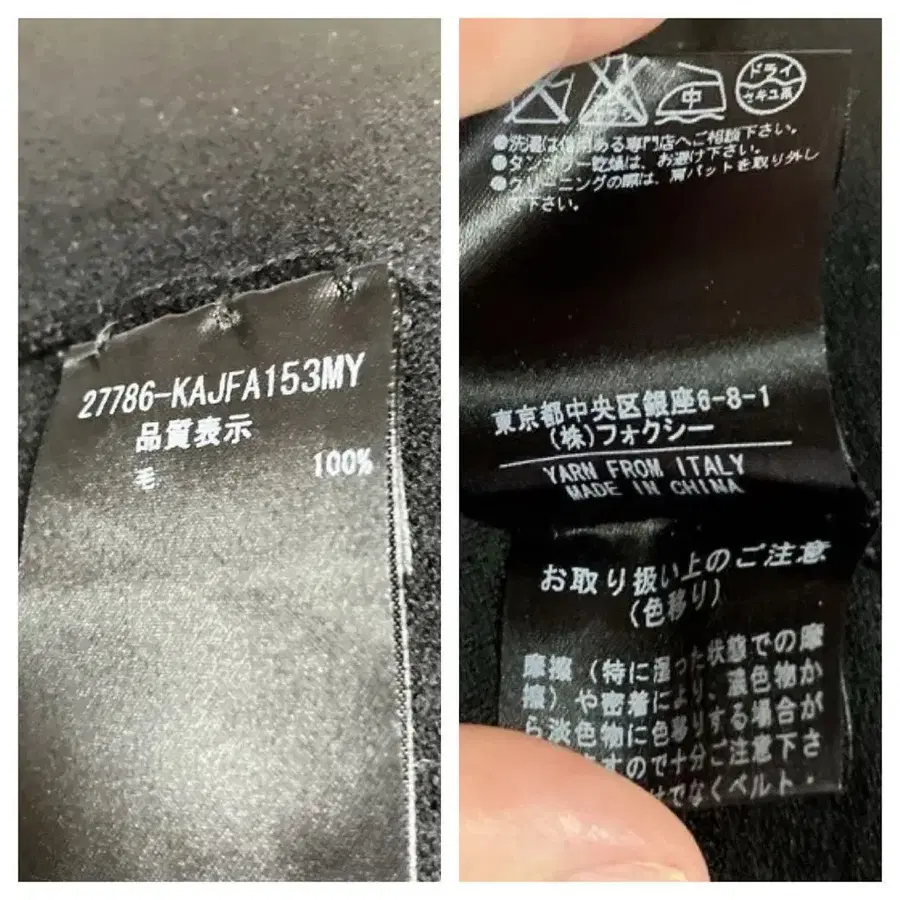 27786-KAJFA153MY
品質表示
毛 100%
中
ドライ
セキユ系
●洗濯は信用ある専門店へご相談下さい。
●タンブラー乾燥は、お避け下さい。
●クリーニングの際は、肩パットを取り外し
て下さい。
東京都中央区銀座6-8-1
(株)フォクシー
YARN FROM ITALY
MADE IN CHINA
お取り扱い上のご注意
(色移り)
摩擦(特に湿った状態での摩
擦)や密着により、濃色物か
ら淡色物に色移りする場合が
ますので十分ご注意下さ
けでなくベルト・